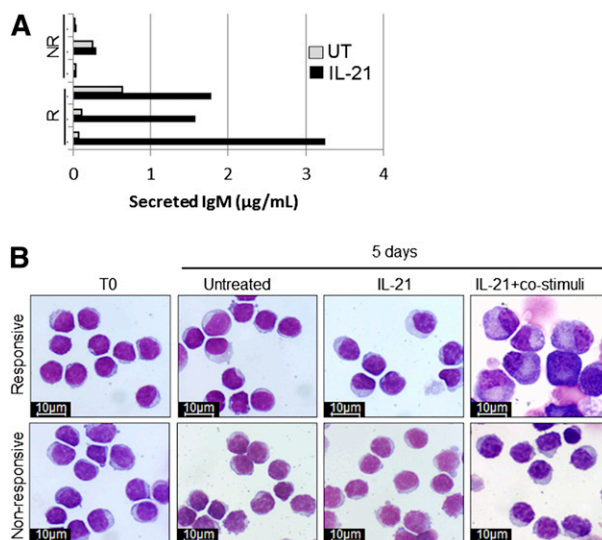 A
NR
R
UT
IL-21
0 1 2 3 4
Secreted IgM (µg/mL)
B
5 days
T0 Untreated IL-21 IL-21+co-stimuli
Responsive
10µm 10µm 10µm 10µm
Non-responsive
10µm 10µm 10µm 10µm